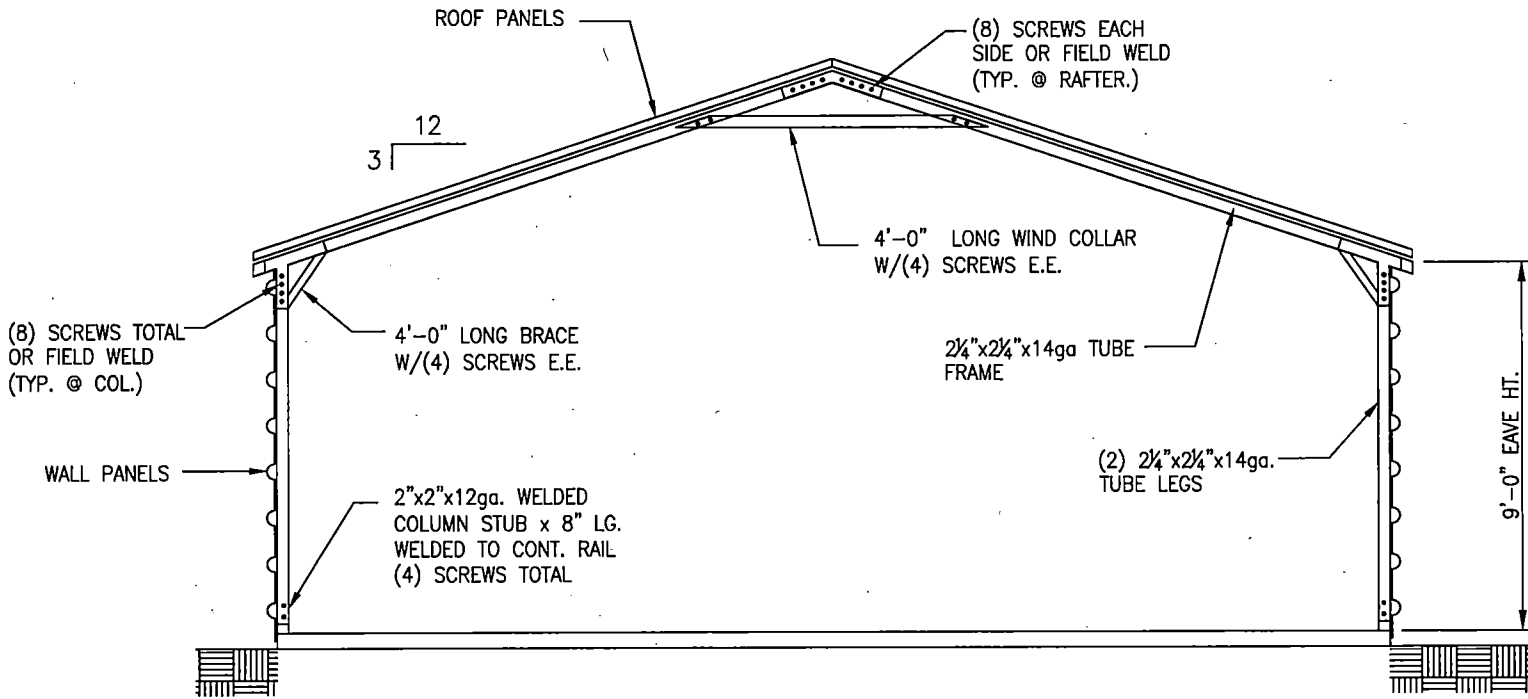 ROOF PANELS
(8) SCREWS EACH
SIDE OR FIELD WELD
(TYP. @ RAFTER.)
12
3
4'-0" LONG WIND COLLAR
W/(4) SCREWS E.E.
(8) SCREWS TOTAL
OR FIELD WELD
(TYP. @ COL.)
4'-0" LONG BRACE
W/(4) SCREWS E.E.
2¼"x2¼"x14ga TUBE
FRAME
WALL PANELS
(2) 2¼"x2¼"x14ga.
TUBE LEGS
9'-0" EAVE HT.
2"x2"x12ga. WELDED
COLUMN STUB x 8" LG.
WELDED TO CONT. RAIL
(4) SCREWS TOTAL